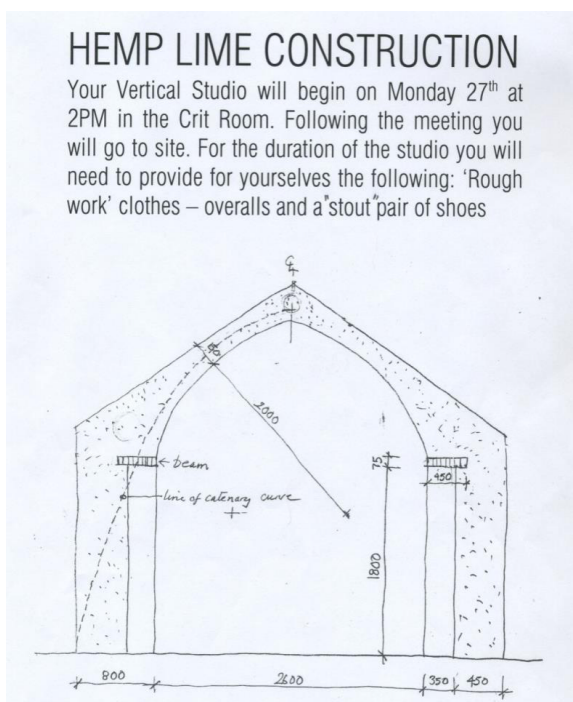 HEMP LIME CONSTRUCTION
Your Vertical Studio will begin on Monday 27th at
2PM in the Crit Room. Following the meeting you
will go to site. For the duration of the studio you will
need to provide for yourselves the following: ‘Rough
work’ clothes – overalls and a "stout" pair of shoes
℄
2000
75
beam
450
line of catenary curve
1800
800
2600
350
450